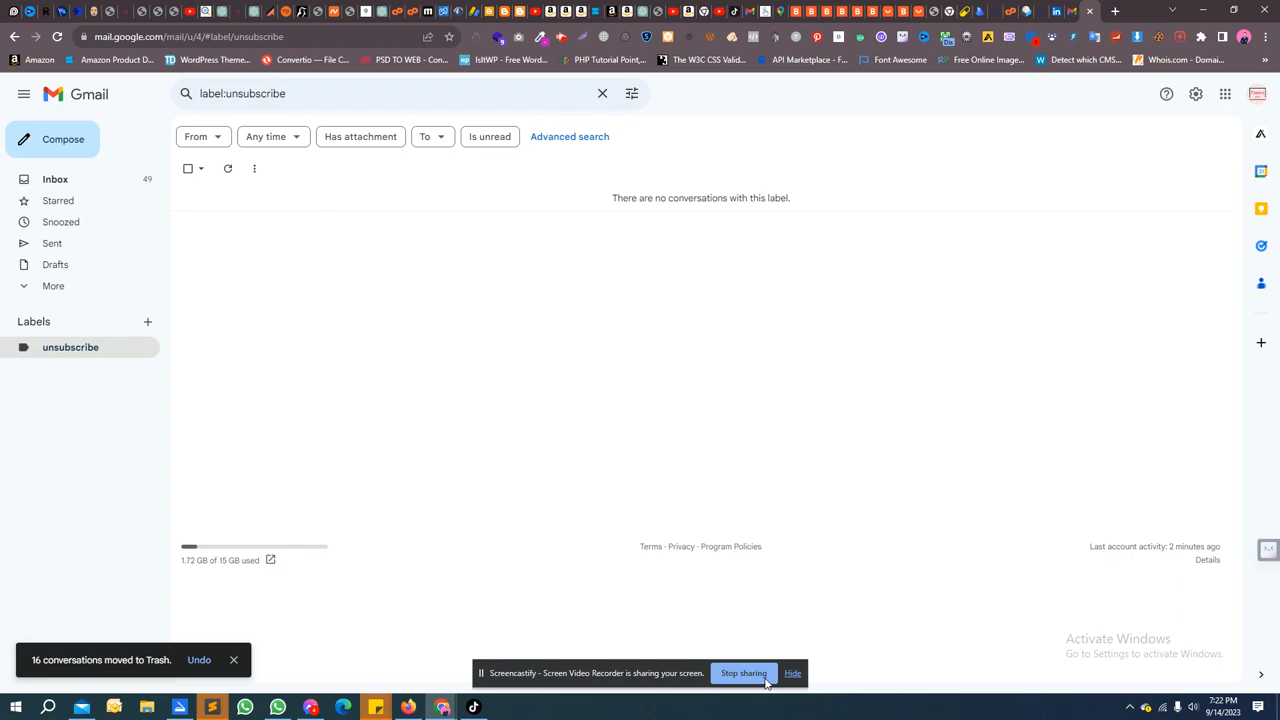 mail.google.com/mail/u/4/#label/unsubscribe
Amazon
Amazon Product D...
WordPress Theme...
Convertio — File C...
PSD TO WEB - Con...
IsItWP - Free Word...
PHP Tutorial Point,...
The W3C CSS Valid...
API Marketplace - F...
Font Awesome
Free Online Image...
Detect which CMS...
Whois.com - Domai...
Gmail
label:unsubscribe
Compose
From
Any time
Has attachment
To
Is unread
Advanced search
There are no conversations with this label.
Inbox
49
Starred
Snoozed
Sent
Drafts
More
Labels
unsubscribe
1.72 GB of 15 GB used
Terms · Privacy · Program Policies
Last account activity: 2 minutes ago
Details
Activate Windows
Go to Settings to activate Windows.
16 conversations moved to Trash.
Undo
Screencastify - Screen Video Recorder is sharing your screen.
Stop sharing
Hide
7:22 PM
9/14/2023